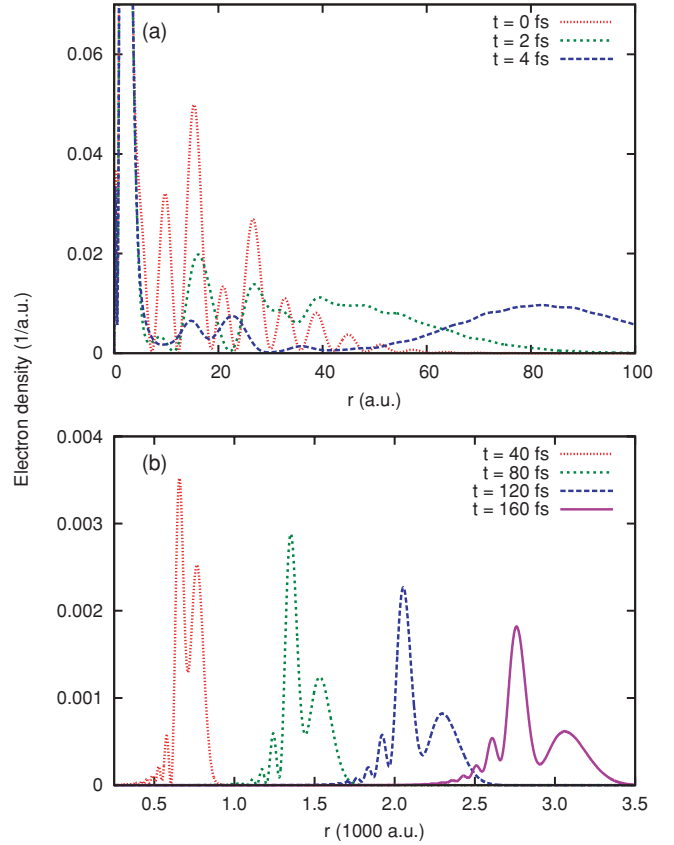 (a)
t = 0 fs
t = 2 fs
t = 4 fs
0.06
0.04
0.02
0
0 20 40 60 80 100
r (a.u.)
Electron density (1/a.u.)
(b)
t = 40 fs
t = 80 fs
t = 120 fs
t = 160 fs
0.004
0.003
0.002
0.001
0
0.5 1.0 1.5 2.0 2.5 3.0 3.5
r (1000 a.u.)